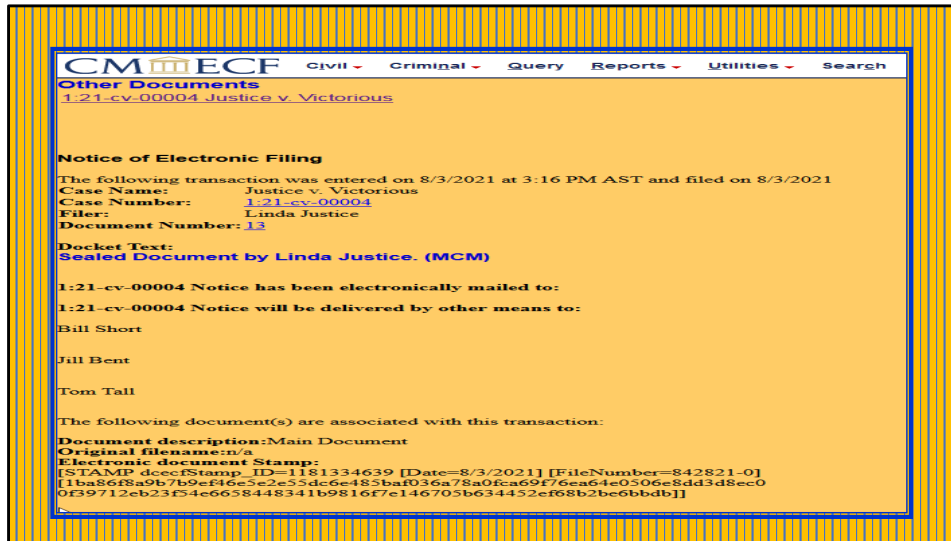 CM ECF Civil Criminal Query Reports Utilities Search
Other Documents
1:21-cv-00004 Justice v. Victorious
Notice of Electronic Filing
The following transaction was entered on 8/3/2021 at 3:16 PM AST and filed on 8/3/2021
Case Name: Justice v. Victorious
Case Number: 1:21-cv-00004
Filer: Linda Justice
Document Number: 13
Docket Text:
Sealed Document by Linda Justice. (MCM)
1:21-cv-00004 Notice has been electronically mailed to:
1:21-cv-00004 Notice will be delivered by other means to:
Bill Short
Jill Bent
Tom Tall
The following document(s) are associated with this transaction:
Document description:Main Document
Original filename:n/a
Electronic document Stamp:
[STAMP dcecfStamp_ID=1181334639 [Date=8/3/2021] [FileNumber=842821-0]
[1ba86f8a9b7b9ef46e5e2e55dc6e485baf036a78a0fca69f76ea64e0506e8dd3d8ec0
0f39712eb23f54e6658448341b9816f7e146705b634452ef68b2be6bbdb]]